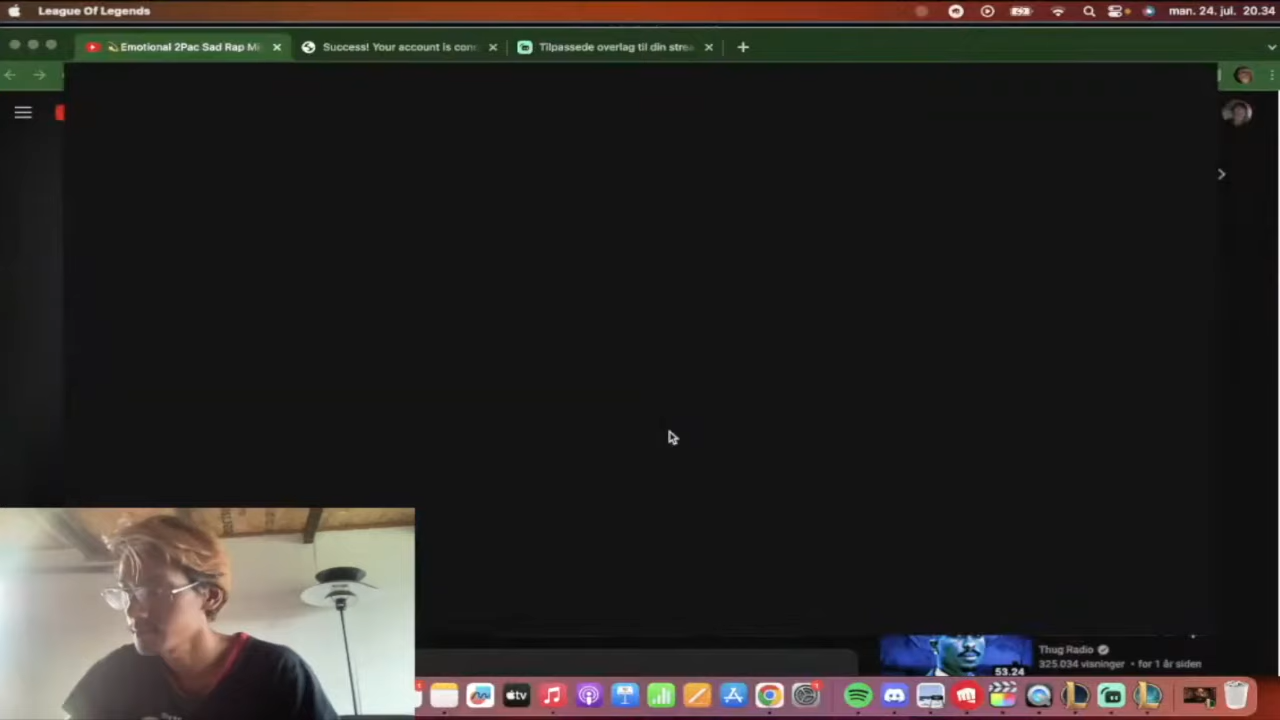 League Of Legends
man. 24. jul. 20.34
Emotional 2Pac Sad Rap Mi
Success! Your account is con
Tilpassede overlag til din strea
Thug Radio
325.034 visninger • for 1 år siden
53.24
tv